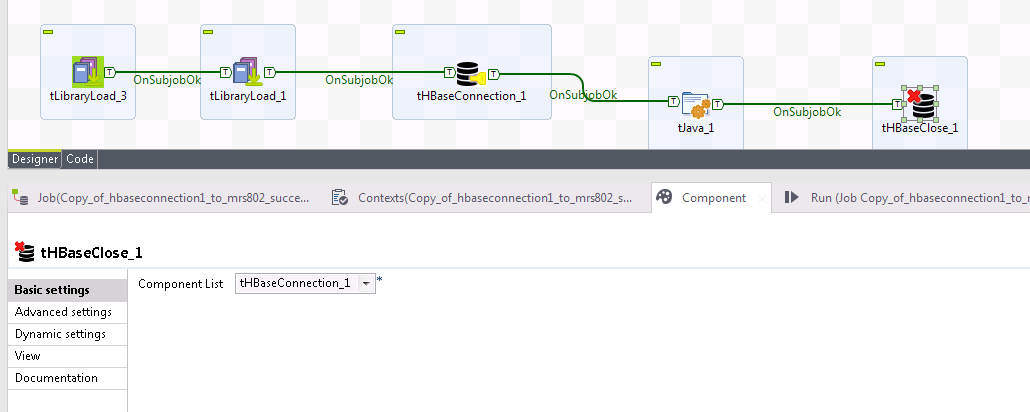 T
T
T
T
T
OnSubjobOk
OnSubjobOk
OnSubjobOk
tLibraryLoad_3
tLibraryLoad_1
tHBaseConnection_1
T
T
T
OnSubjobOk
tJava_1
tHBaseClose_1
Designer
Code
Job(Copy_of_hbaseconnection1_to_mrs802_succe...
Contexts(Copy_of_hbaseconnection1_to_mrs802_s...
Component
Run (Job Copy_of_hbaseconnection1_to_m
tHBaseClose_1
Basic settings
Component List
tHBaseConnection_1
*
Advanced settings
Dynamic settings
View
Documentation